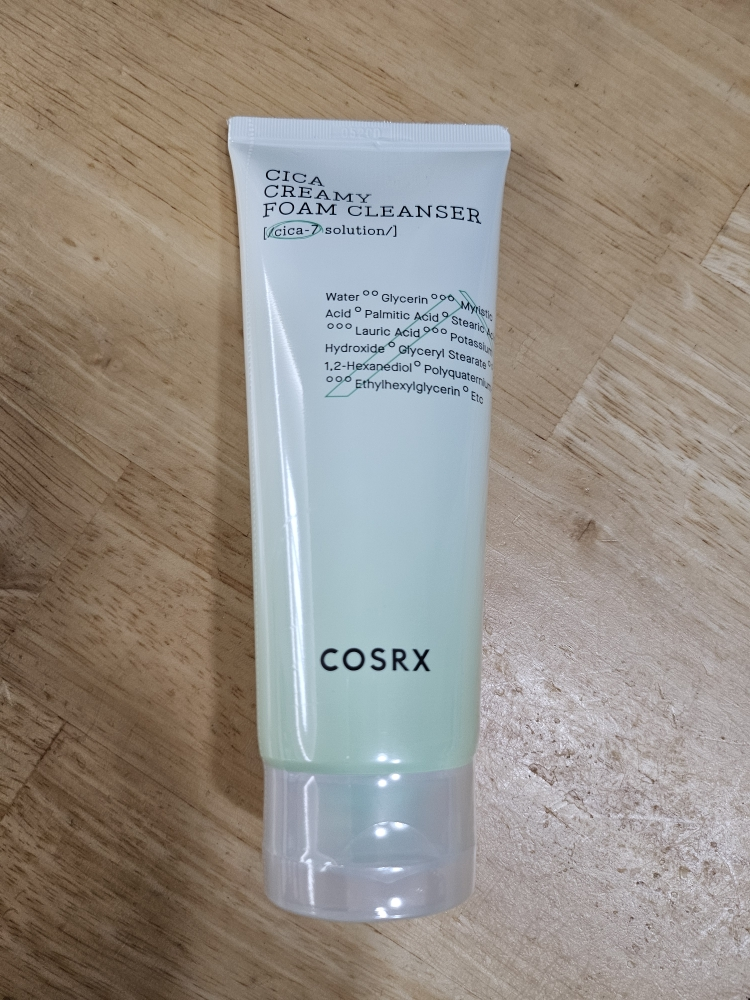 CICA
CREAMY
FOAM CLEANSER
[/cica-7 solution/]
Water °° Glycerin °°° Myristic
Acid ° Palmitic Acid ° Stearic
°°° Lauric Acid °°° Potassium
Hydroxide ° Glyceryl Stearate °
1,2-Hexanediol ° Polyquaternium
°°° Ethylhexylglycerin ° Etc
COSRX